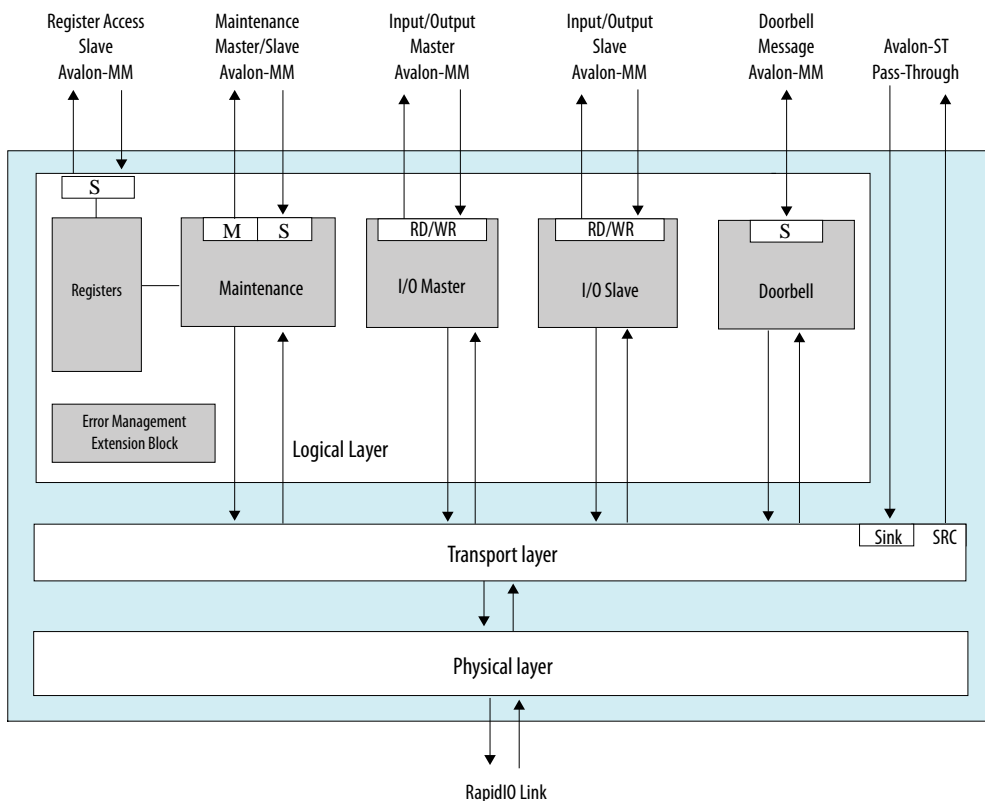 Register Access
Slave
Avalon-MM
Maintenance
Master/Slave
Avalon-MM
Input/Output
Master
Avalon-MM
Input/Output
Slave
Avalon-MM
Doorbell
Message
Avalon-MM
Avalon-ST
Pass-Through
S
M
S
RD/WR
RD/WR
S
Registers
Maintenance
I/O Master
I/O Slave
Doorbell
Error Management
Extension Block
Logical Layer
Sink
SRC
Transport layer
Physical layer
RapidIO Link